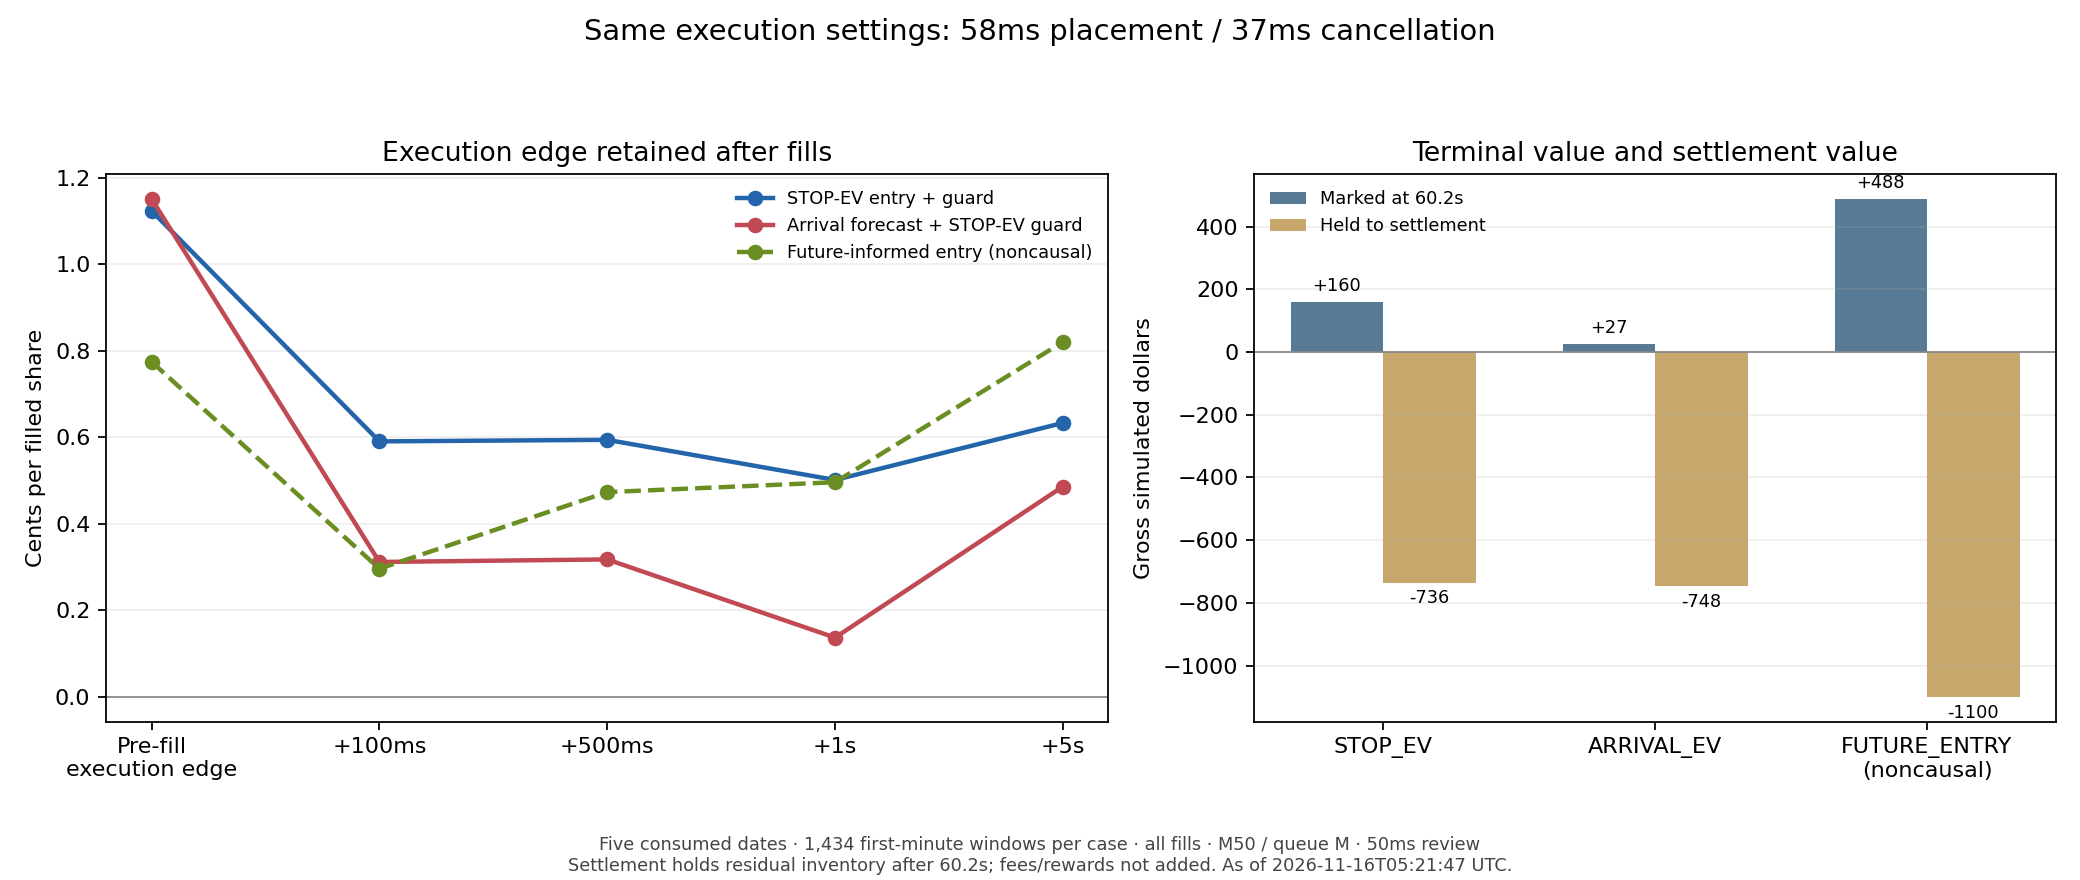 Same execution settings: 58ms placement / 37ms cancellation
Execution edge retained after fills
Cents per filled share
1.2
1.0
0.8
0.6
0.4
0.2
0.0
STOP-EV entry + guard
Arrival forecast + STOP-EV guard
Future-informed entry (noncausal)
Pre-fill
execution edge
+100ms
+500ms
+1s
+5s
Terminal value and settlement value
Gross simulated dollars
400
200
0
−200
−400
−600
−800
−1000
Marked at 60.2s
Held to settlement
+160
-736
+27
-748
+488
-1100
STOP_EV
ARRIVAL_EV
FUTURE_ENTRY
(noncausal)
Five consumed dates · 1,434 first-minute windows per case · all fills · M50 / queue M · 50ms review
Settlement holds residual inventory after 60.2s; fees/rewards not added. As of 2026-11-16T05:21:47 UTC.